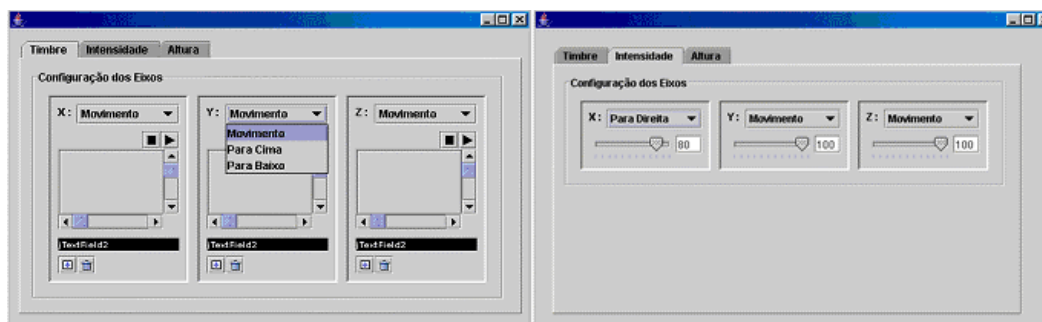 Timbre Intensidade Altura
Configuração dos Eixos
X: Movimento Y: Movimento Z: Movimento
Movimento
Para Cima
Para Baixo
jTextField2 jTextField2 jTextField2
Timbre Intensidade Altura
Configuração dos Eixos
X: Para Direita Y: Movimento Z: Movimento
80 100 100